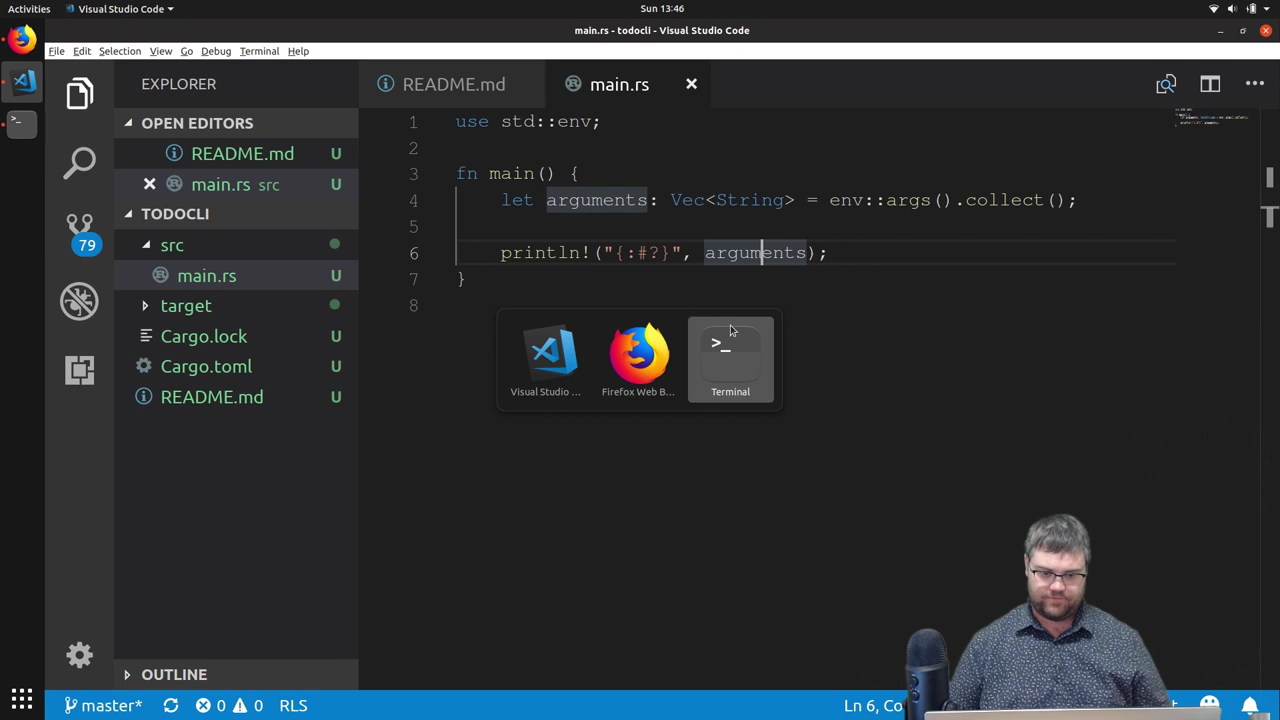 Activities
Visual Studio Code
Sun 13:46
main.rs - todocli - Visual Studio Code
File Edit Selection View Go Debug Terminal Help
EXPLORER
README.md
main.rs
OPEN EDITORS
README.md U
main.rs src U
TODOCLI
src
main.rs U
target
Cargo.lock U
Cargo.toml U
README.md U
79
OUTLINE
1 use std::env;
2
3 fn main() {
4 let arguments: Vec<String> = env::args().collect();
5
6 println!("{:#?}", arguments);
7 }
8
>_
Visual Studio ...
Firefox Web B...
Terminal
master*
0
0
RLS
Ln 6,